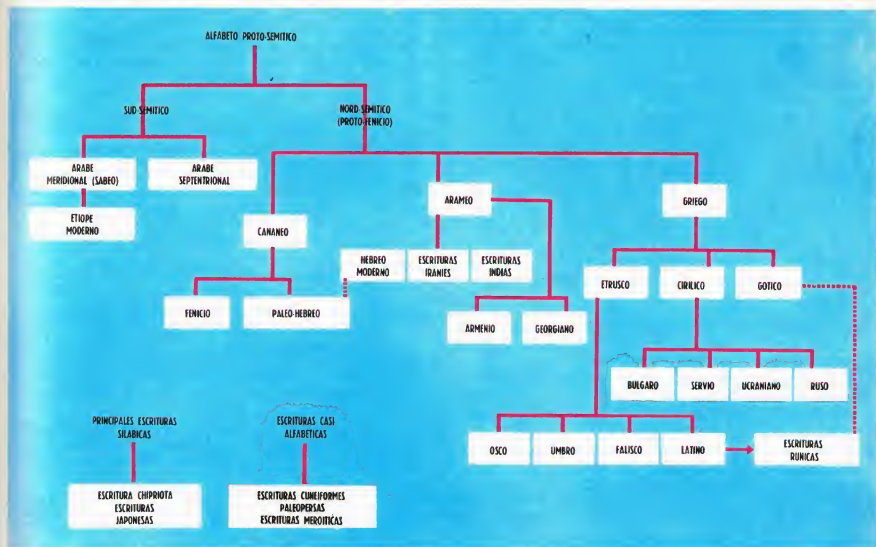 ALFABETO PROTO-SEMITICO
SUD-SEMITICO
NORD-SEMITICO
(PROTO-FENICIO)
ARABE
MERIDIONAL (SABEO)
ARABE
SEPTENTRIONAL
ETIOPE
MODERNO
CANANEO
ARAMEO
GRIEGO
HEBREO
MODERNO
ESCRITURAS
IRANIES
ESCRITURAS
INDIAS
FENICIO
PALEO-HEBREO
ARMENIO
GEORGIANO
ETRUSCO
CIRILICO
GOTICO
BULGARO
SERVIO
UCRANIANO
RUSO
OSCO
UMBRO
FALISCO
LATINO
ESCRITURAS
RUNICAS
PRINCIPALES ESCRITURAS
SILABICAS
ESCRITURA CHIPRIOTA
ESCRITURAS
JAPONESAS
ESCRITURAS CASI
ALFABETICAS
ESCRITURAS CUNEIFORMES
PALEOPERSAS
ESCRITURAS MEROITICAS